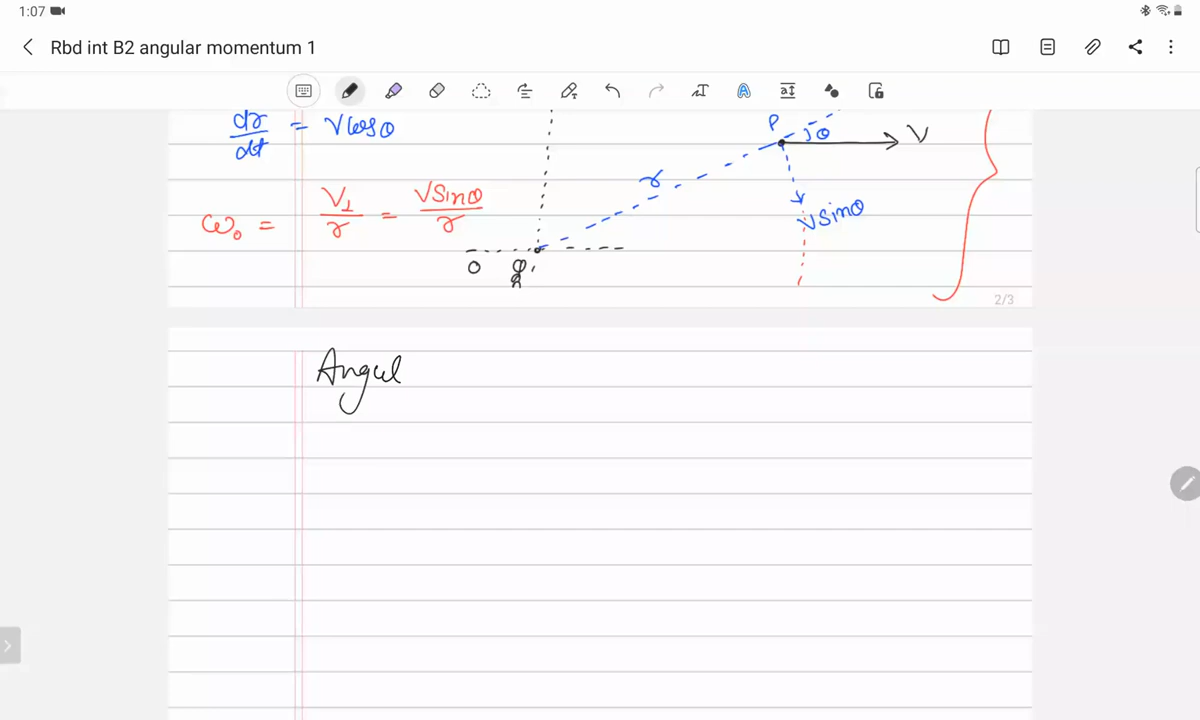 1:07
Rbd int B2 angular momentum 1
dr/dt = V cos θ
P θ V
r
ω₀ = V⊥/r = V sin θ/r
V sin θ
O
2/3
Angul